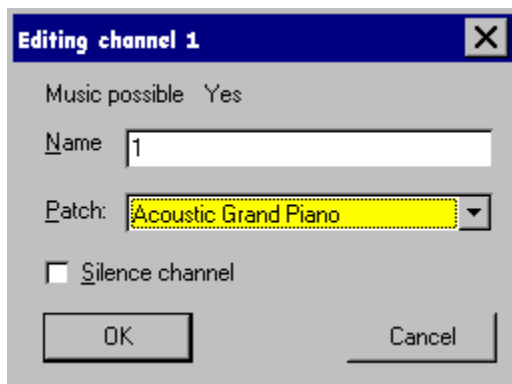 Editing channel 1
Music possible Yes
Name 1
Patch: Acoustic Grand Piano
Silence channel
OK Cancel